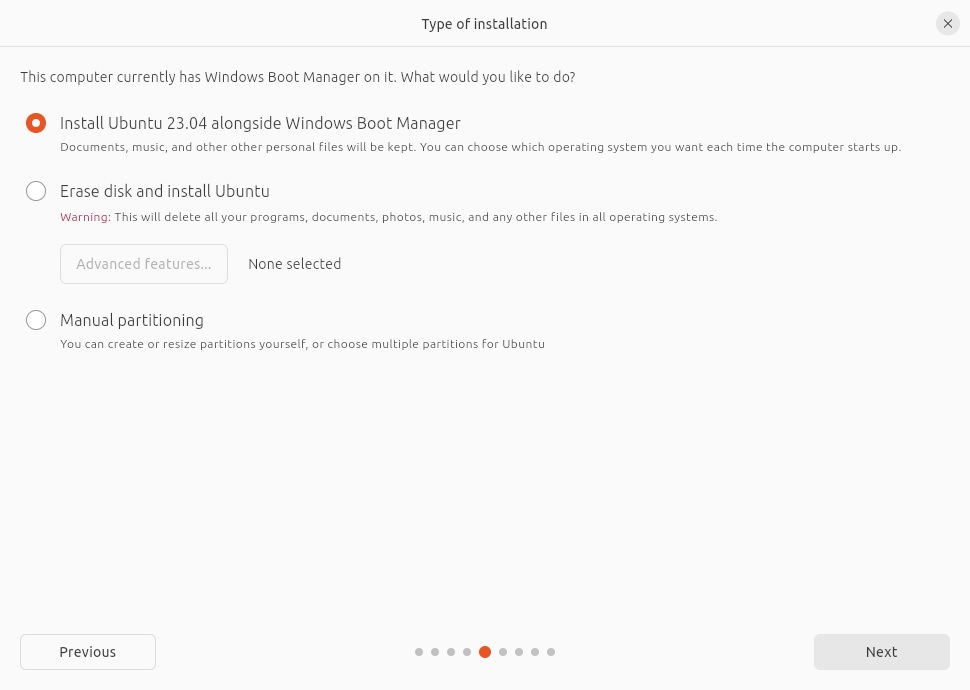 Type of installation
This computer currently has Windows Boot Manager on it. What would you like to do?
Install Ubuntu 23.04 alongside Windows Boot Manager
Documents, music, and other other personal files will be kept. You can choose which operating system you want each time the computer starts up.
Erase disk and install Ubuntu
Warning: This will delete all your programs, documents, photos, music, and any other files in all operating systems.
Advanced features... None selected
Manual partitioning
You can create or resize partitions yourself, or choose multiple partitions for Ubuntu
Previous Next